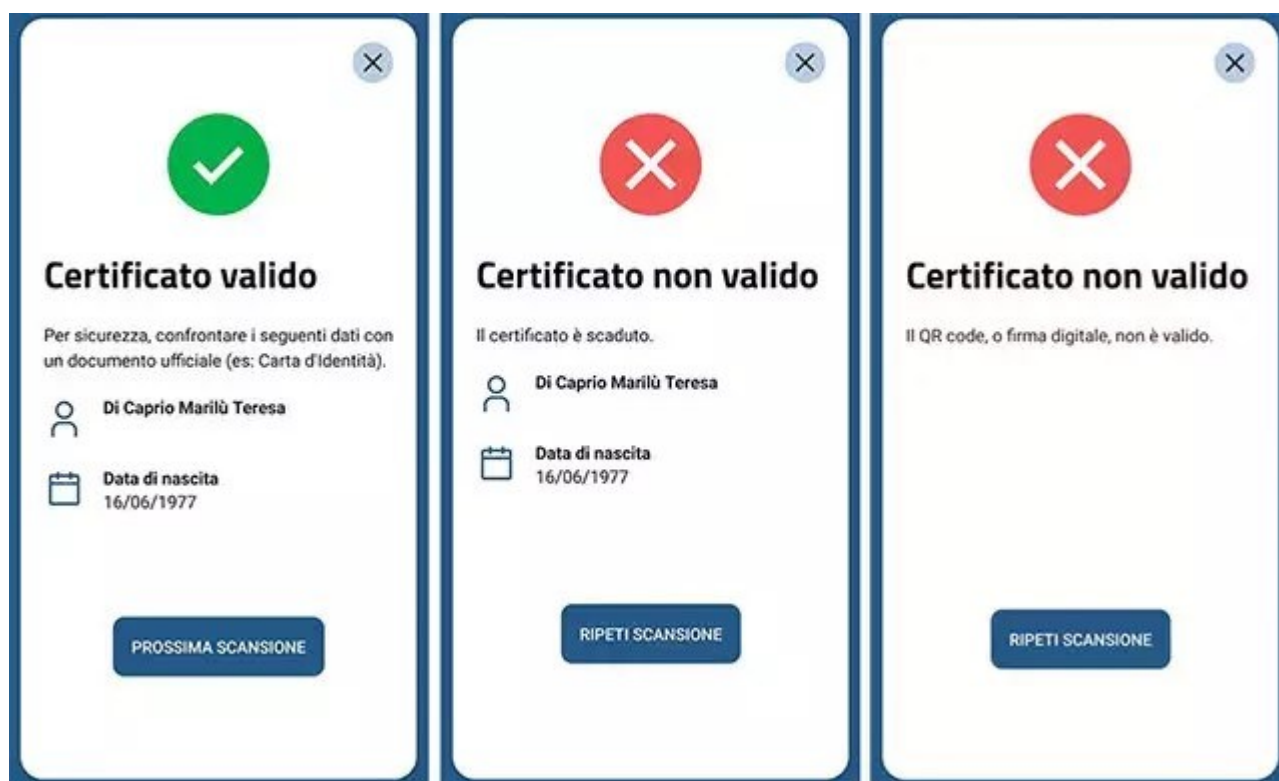 Certificato valido
Per sicurezza, confrontare i seguenti dati con
un documento ufficiale (es: Carta d'Identità).
Di Caprio Marilù Teresa
Data di nascita
16/06/1977
PROSSIMA SCANSIONE
Certificato non valido
Il certificato è scaduto.
Di Caprio Marilù Teresa
Data di nascita
16/06/1977
RIPETI SCANSIONE
Certificato non valido
Il QR code, o firma digitale, non è valido.
RIPETI SCANSIONE